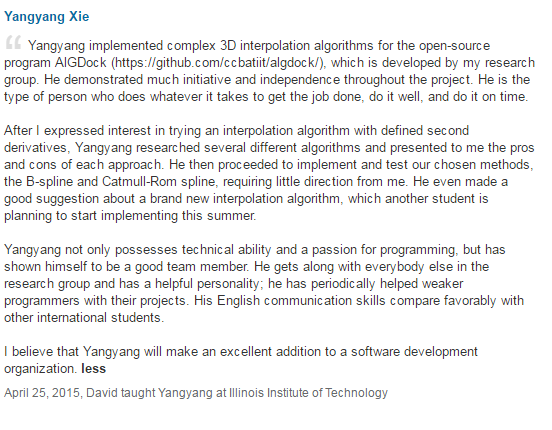 Yangyang Xie
“ Yangyang implemented complex 3D interpolation algorithms for the open-source
program AlGDock (https://github.com/ccbatiit/algdock/), which is developed by my research
group. He demonstrated much initiative and independence throughout the project. He is the
type of person who does whatever it takes to get the job done, do it well, and do it on time.
After I expressed interest in trying an interpolation algorithm with defined second
derivatives, Yangyang researched several different algorithms and presented to me the pros
and cons of each approach. He then proceeded to implement and test our chosen methods,
the B-spline and Catmull-Rom spline, requiring little direction from me. He even made a
good suggestion about a brand new interpolation algorithm, which another student is
planning to start implementing this summer.
Yangyang not only possesses technical ability and a passion for programming, but has
shown himself to be a good team member. He gets along with everybody else in the
research group and has a helpful personality; he has periodically helped weaker
programmers with their projects. His English communication skills compare favorably with
other international students.
I believe that Yangyang will make an excellent addition to a software development
organization. less
April 25, 2015, David taught Yangyang at Illinois Institute of Technology